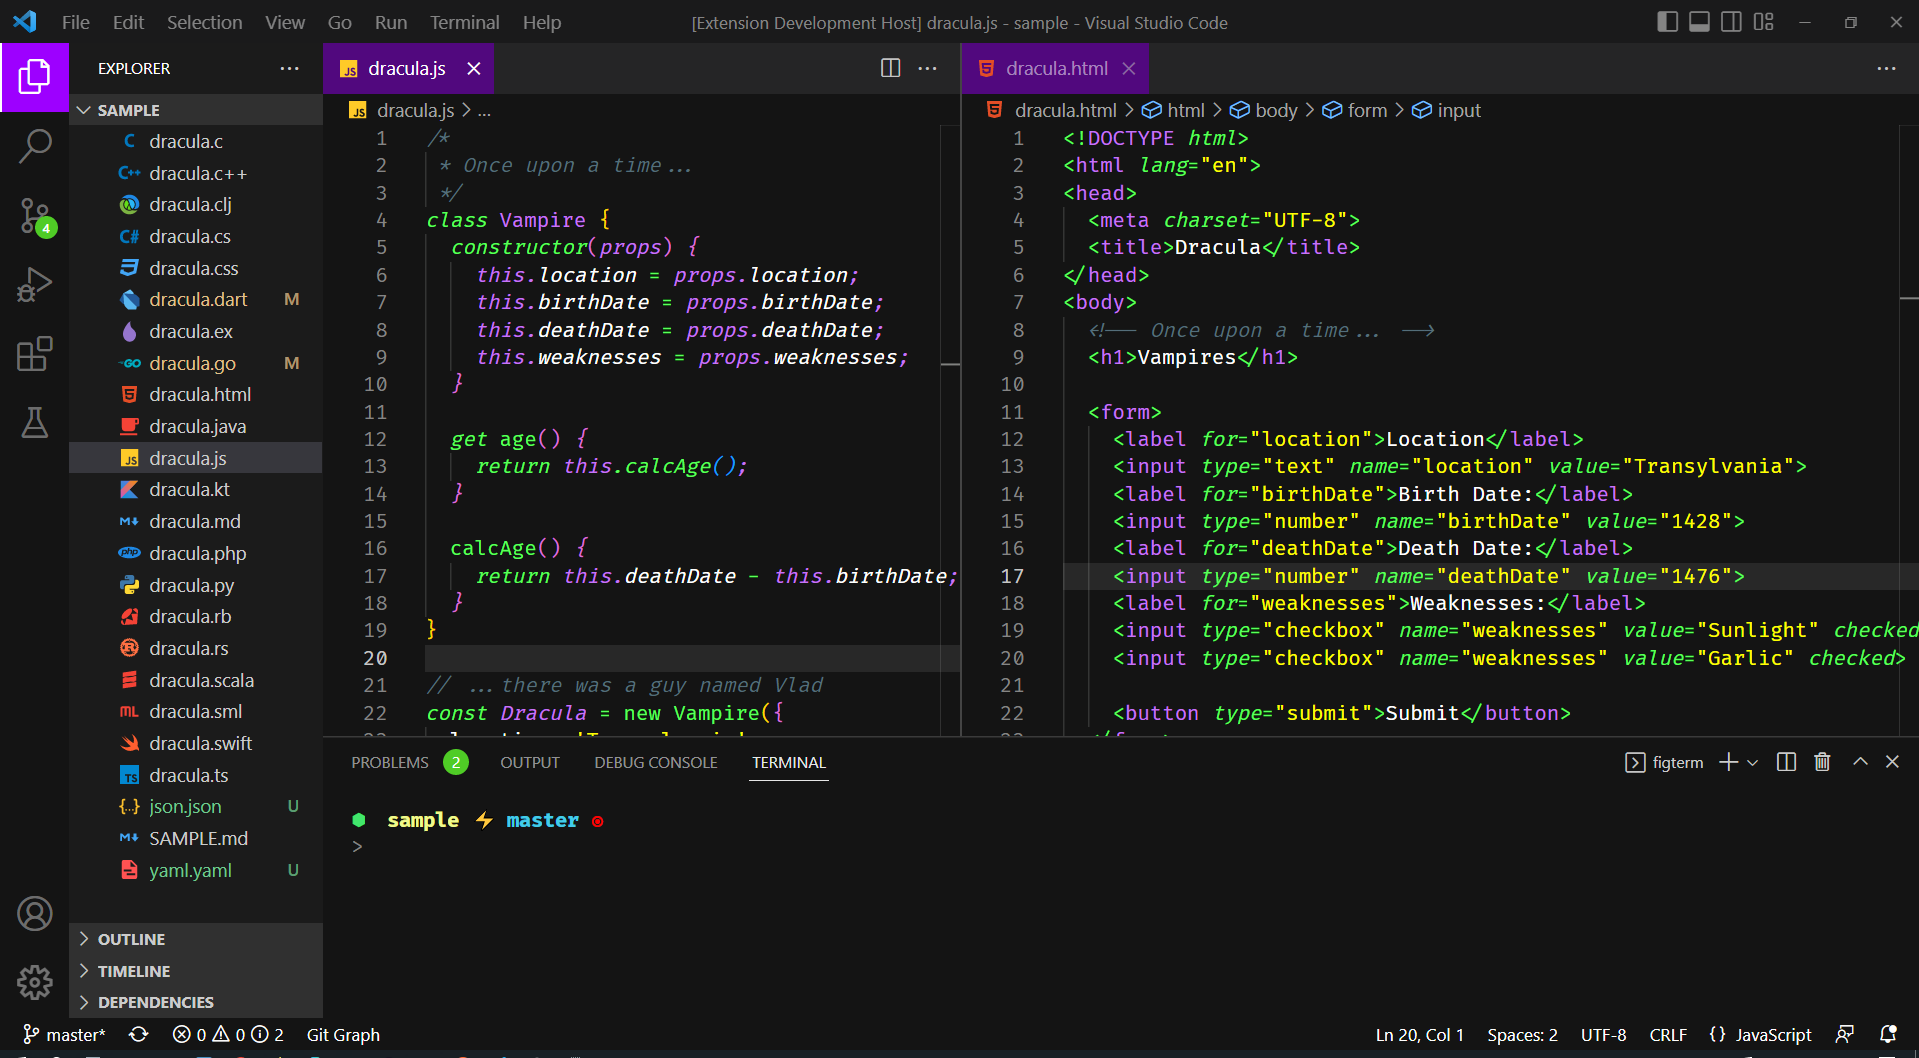 File Edit Selection View Go Run Terminal Help
[Extension Development Host] dracula.js - sample - Visual Studio Code
EXPLORER
SAMPLE
dracula.c
dracula.c++
dracula.clj
dracula.cs
dracula.css
dracula.dart M
dracula.ex
dracula.go M
dracula.html
dracula.java
dracula.js
dracula.kt
dracula.md
dracula.php
dracula.py
dracula.rb
dracula.rs
dracula.scala
dracula.sml
dracula.swift
dracula.ts
json.json U
SAMPLE.md
yaml.yaml U
OUTLINE
TIMELINE
DEPENDENCIES
4
dracula.js
dracula.js > ...
1 /*
2 * Once upon a time...
3 */
4 class Vampire {
5 constructor(props) {
6 this.location = props.location;
7 this.birthDate = props.birthDate;
8 this.deathDate = props.deathDate;
9 this.weaknesses = props.weaknesses;
10 }
11
12 get age() {
13 return this.calcAge();
14 }
15
16 calcAge() {
17 return this.deathDate - this.birthDate;
18 }
19 }
20
21 // ...there was a guy named Vlad
22 const Dracula = new Vampire({
dracula.html
dracula.html > html > body > form > input
1 <!DOCTYPE html>
2 <html lang="en">
3 <head>
4 <meta charset="UTF-8">
5 <title>Dracula</title>
6 </head>
7 <body>
8 <!-- Once upon a time... -->
9 <h1>Vampires</h1>
10
11 <form>
12 <label for="location">Location</label>
13 <input type="text" name="location" value="Transylvania">
14 <label for="birthDate">Birth Date:</label>
15 <input type="number" name="birthDate" value="1428">
16 <label for="deathDate">Death Date:</label>
17 <input type="number" name="deathDate" value="1476">
18 <label for="weaknesses">Weaknesses:</label>
19 <input type="checkbox" name="weaknesses" value="Sunlight" checked
20 <input type="checkbox" name="weaknesses" value="Garlic" checked>
21
22 <button type="submit">Submit</button>
PROBLEMS 2 OUTPUT DEBUG CONSOLE TERMINAL
figterm
sample ⚡ master
>
master* 0 0 2 Git Graph
Ln 20, Col 1 Spaces: 2 UTF-8 CRLF {} JavaScript